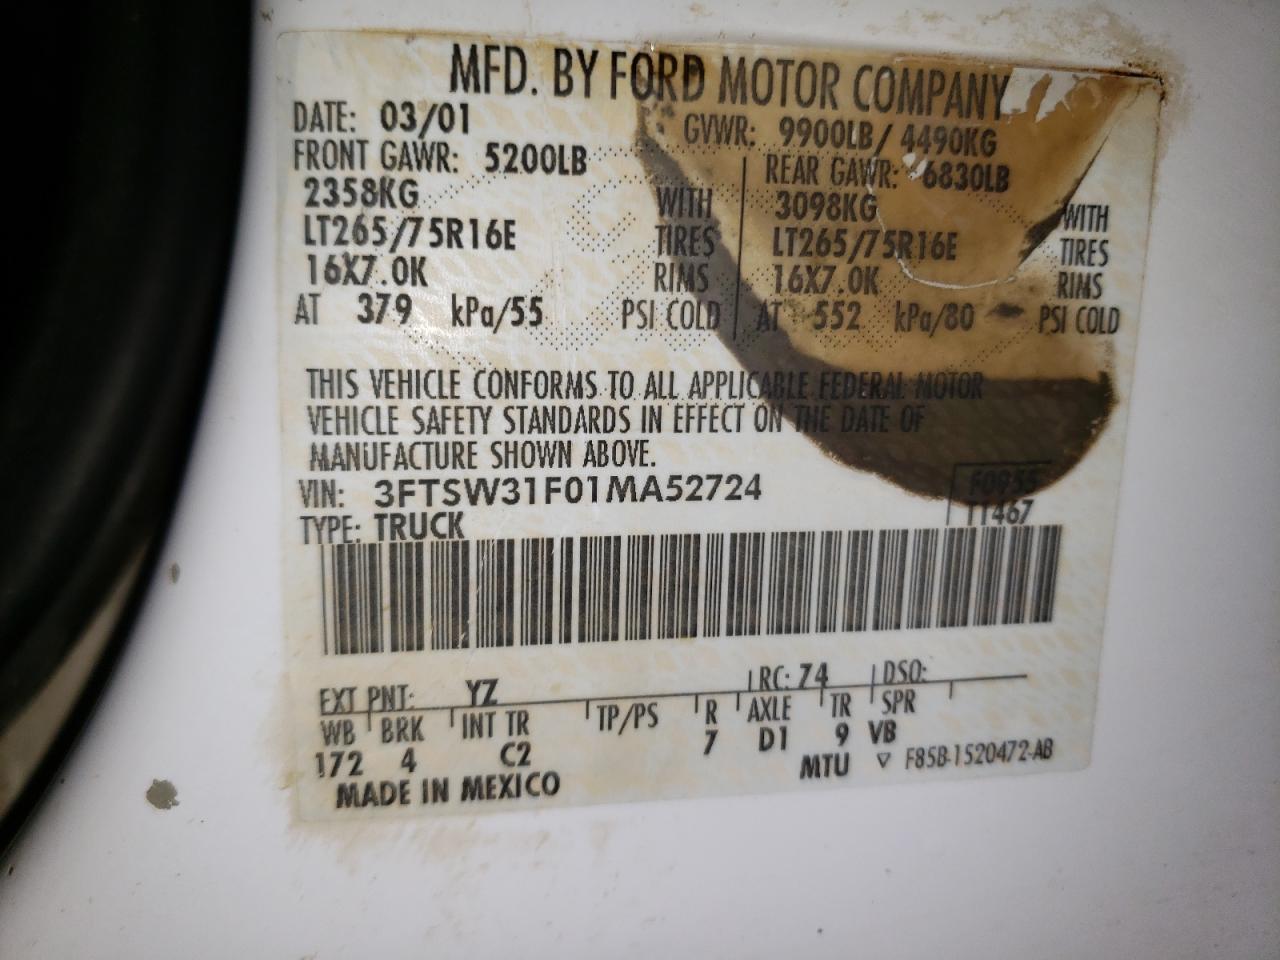 MFD. BY FORD MOTOR COMPANY
DATE: 03/01 GVWR: 9900LB/ 4490KG
FRONT GAWR: 5200LB REAR GAWR: 6830LB
2358KG WITH 3098KG WITH
LT265/75R16E TIRES LT265/75R16E TIRES
16X7.0K RIMS 16X7.0K RIMS
AT 379 kPa/55 PSI COLD AT 552 kPa/80 PSI COLD
THIS VEHICLE CONFORMS TO ALL APPLICABLE FEDERAL MOTOR
VEHICLE SAFETY STANDARDS IN EFFECT ON THE DATE OF
MANUFACTURE SHOWN ABOVE.
VIN: 3FTSW31F01MA52724 F0955
TYPE: TRUCK 11467
EXT PNT: YZ RC: 74 DSO:
WB BRK INT TR TP/PS R AXLE TR SPR
172 4 C2 7 D1 9 VB
MADE IN MEXICO MTU ▽ F85B-1520472-AB